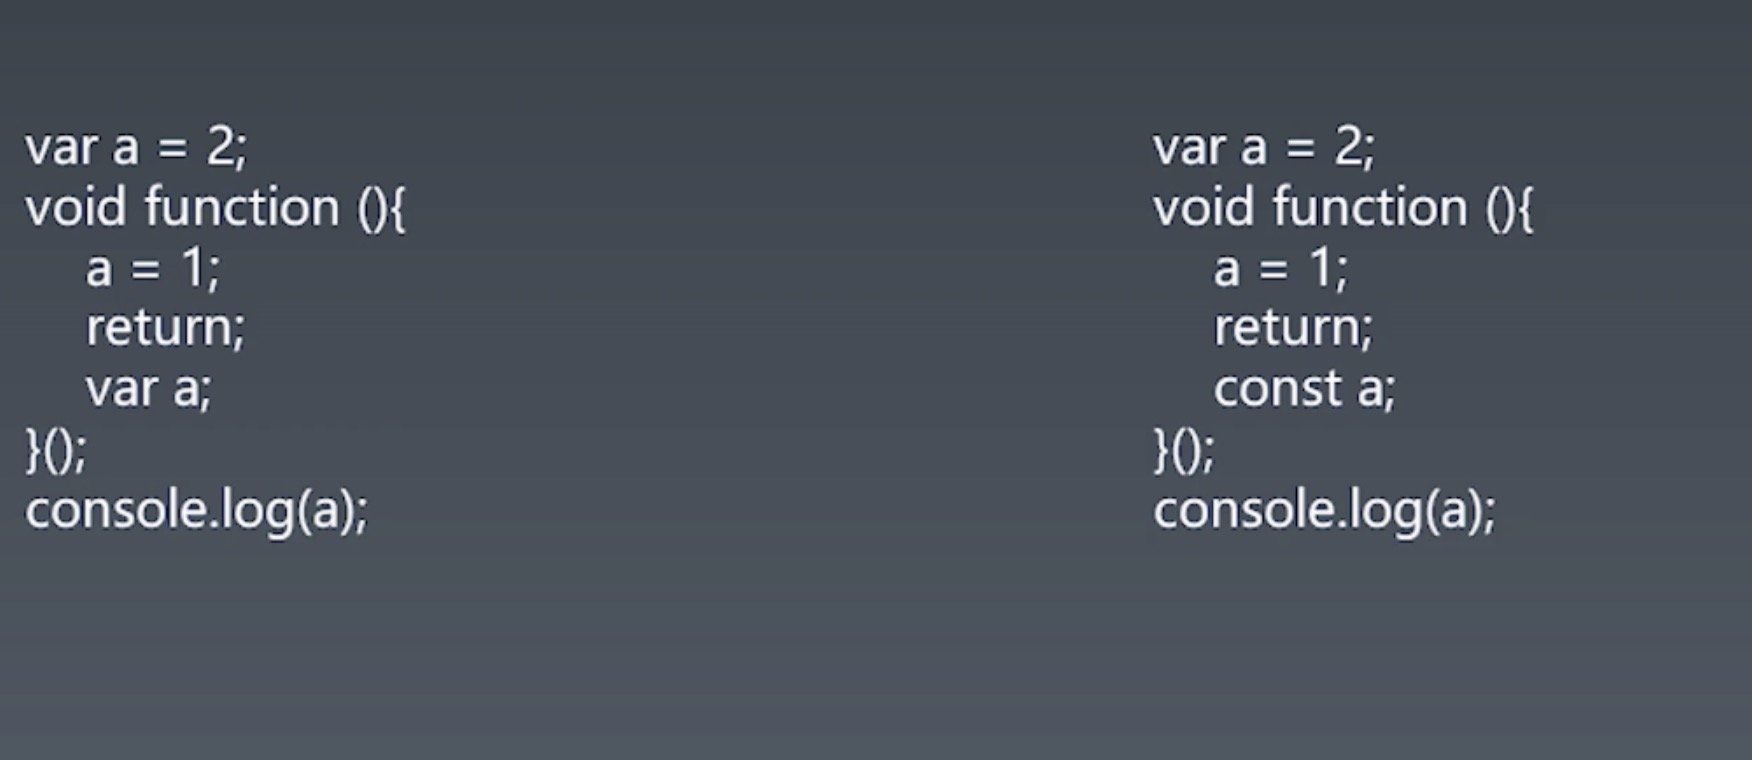 var a = 2;
void function (){
a = 1;
return;
var a;
}();
console.log(a);
var a = 2;
void function (){
a = 1;
return;
const a;
}();
console.log(a);